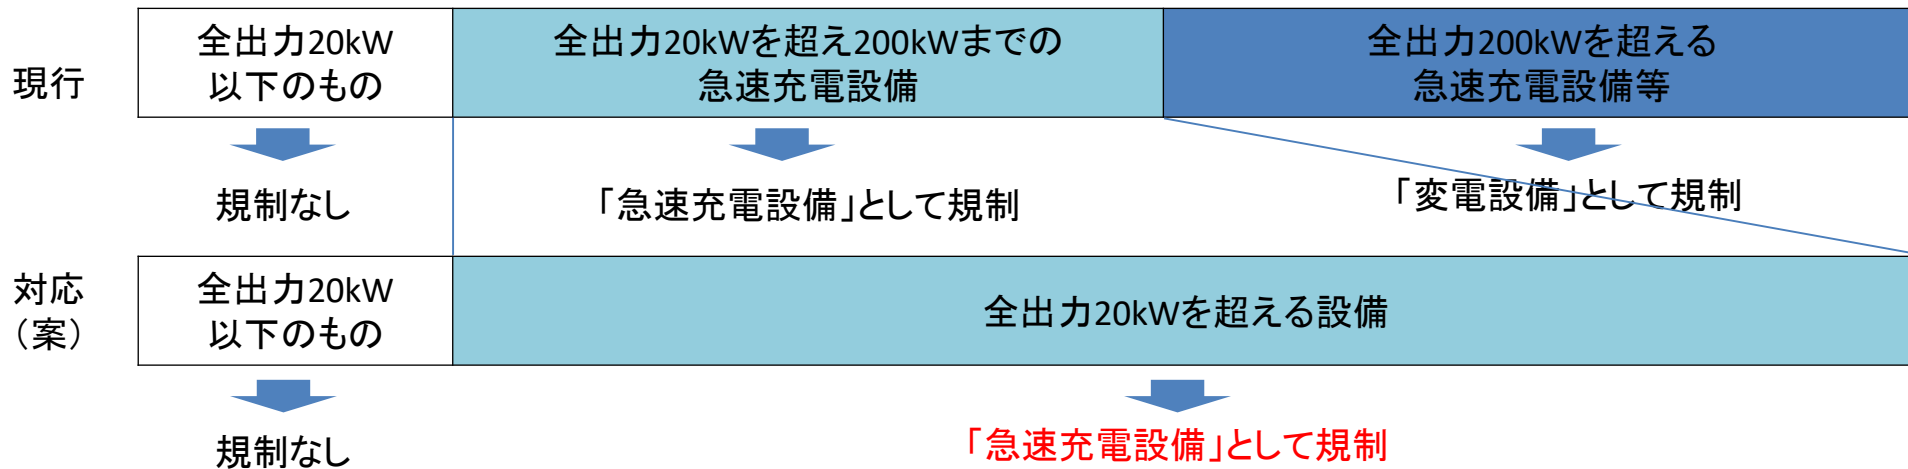 現行
全出力20kW
以下のもの
全出力20kWを超え200kWまでの
急速充電設備
全出力200kWを超える
急速充電設備等
規制なし
「急速充電設備」として規制
「変電設備」として規制
対応
（案）
全出力20kW
以下のもの
全出力20kWを超える設備
規制なし
「急速充電設備」として規制